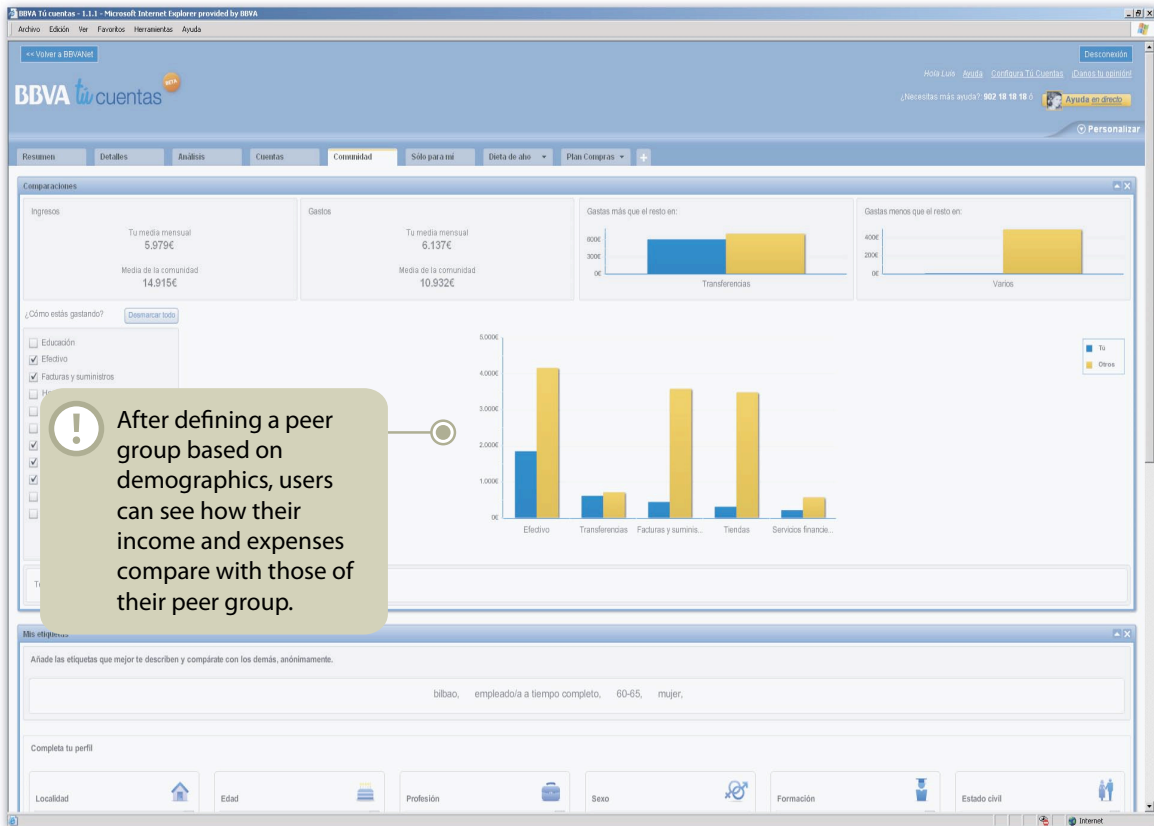 BBVA Tú cuentas - 1.1.1 - Microsoft Internet Explorer provided by BBVA
Archivo Edición Ver Favoritos Herramientas Ayuda
<< Volver a BBVANet
Desconexión
BBVA tú cuentas BETA
Hola Luis Ayuda Configura Tú Cuentas ¡Danos tu opinión!
¿Necesitas más ayuda?: 902 18 18 18 ó Ayuda en directo
Personalizar
Resumen Detalles Análisis Cuentas Comunidad Sólo para mi Dieta de aho Plan Compras +
Comparaciones
Ingresos
Tu media mensual
5.979€
Media de la comunidad
14.915€
Gastos
Tu media mensual
6.137€
Media de la comunidad
10.932€
Gastas más que el resto en:
600€
300€
0€
Transferencias
Gastas menos que el resto en:
400€
200€
0€
Varios
¿Cómo estás gastando? Desmarcar todo
Educación
Efectivo
Facturas y suministros
5.000€
4.000€
3.000€
2.000€
1.000€
0€
Efectivo Transferencias Facturas y suminis... Tiendas Servicios financie...
Tú
Otros
! After defining a peer
group based on
demographics, users
can see how their
income and expenses
compare with those of
their peer group.
Mis etiquetas
Añade las etiquetas que mejor te describen y compárate con los demás, anónimamente.
bilbao, empleado/a a tiempo completo, 60-65, mujer,
Completa tu perfil
Localidad Edad Profesión Sexo Formación Estado civil
Internet